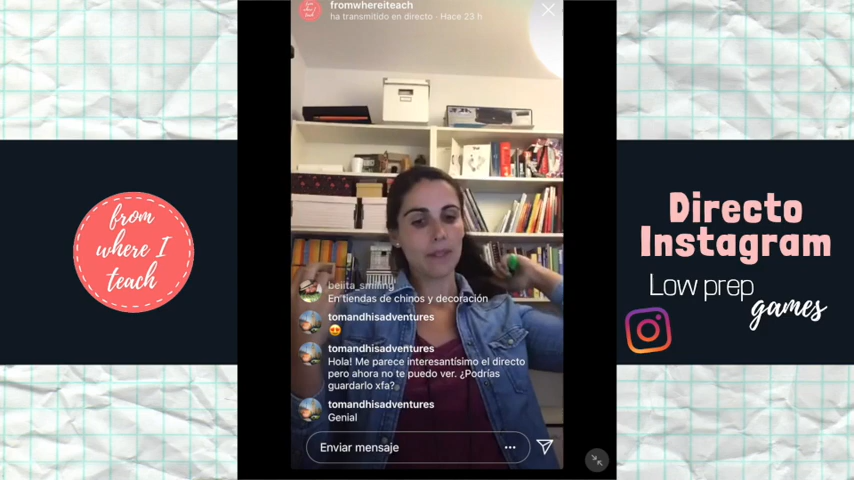 from
where I
teach
fromwhereiteach
ha transmitido en directo · Hace 23 h
belita_smiling
En tiendas de chinos y decoración
tomandhisadventures
😍
tomandhisadventures
Hola! Me parece interesantísimo el directo
pero ahora no te puedo ver. ¿Podrías
guardarlo xfa?
tomandhisadventures
Genial
Enviar mensaje
Directo
Instagram
Low prep
games